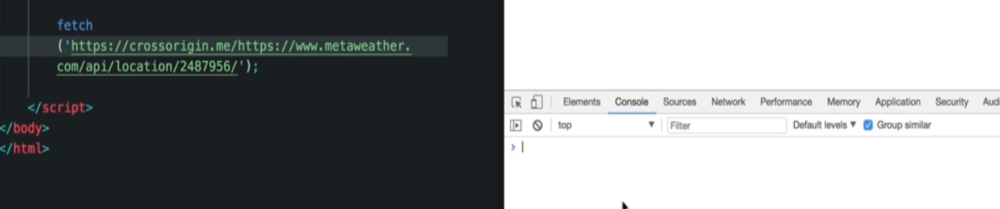 fetch
('https://crossorigin.me/https://www.metaweather.
com/api/location/2487956/');
</script>
</body>
</html>
Elements Console Sources Network Performance Memory Application Security Audi
top Filter Default levels Group similar